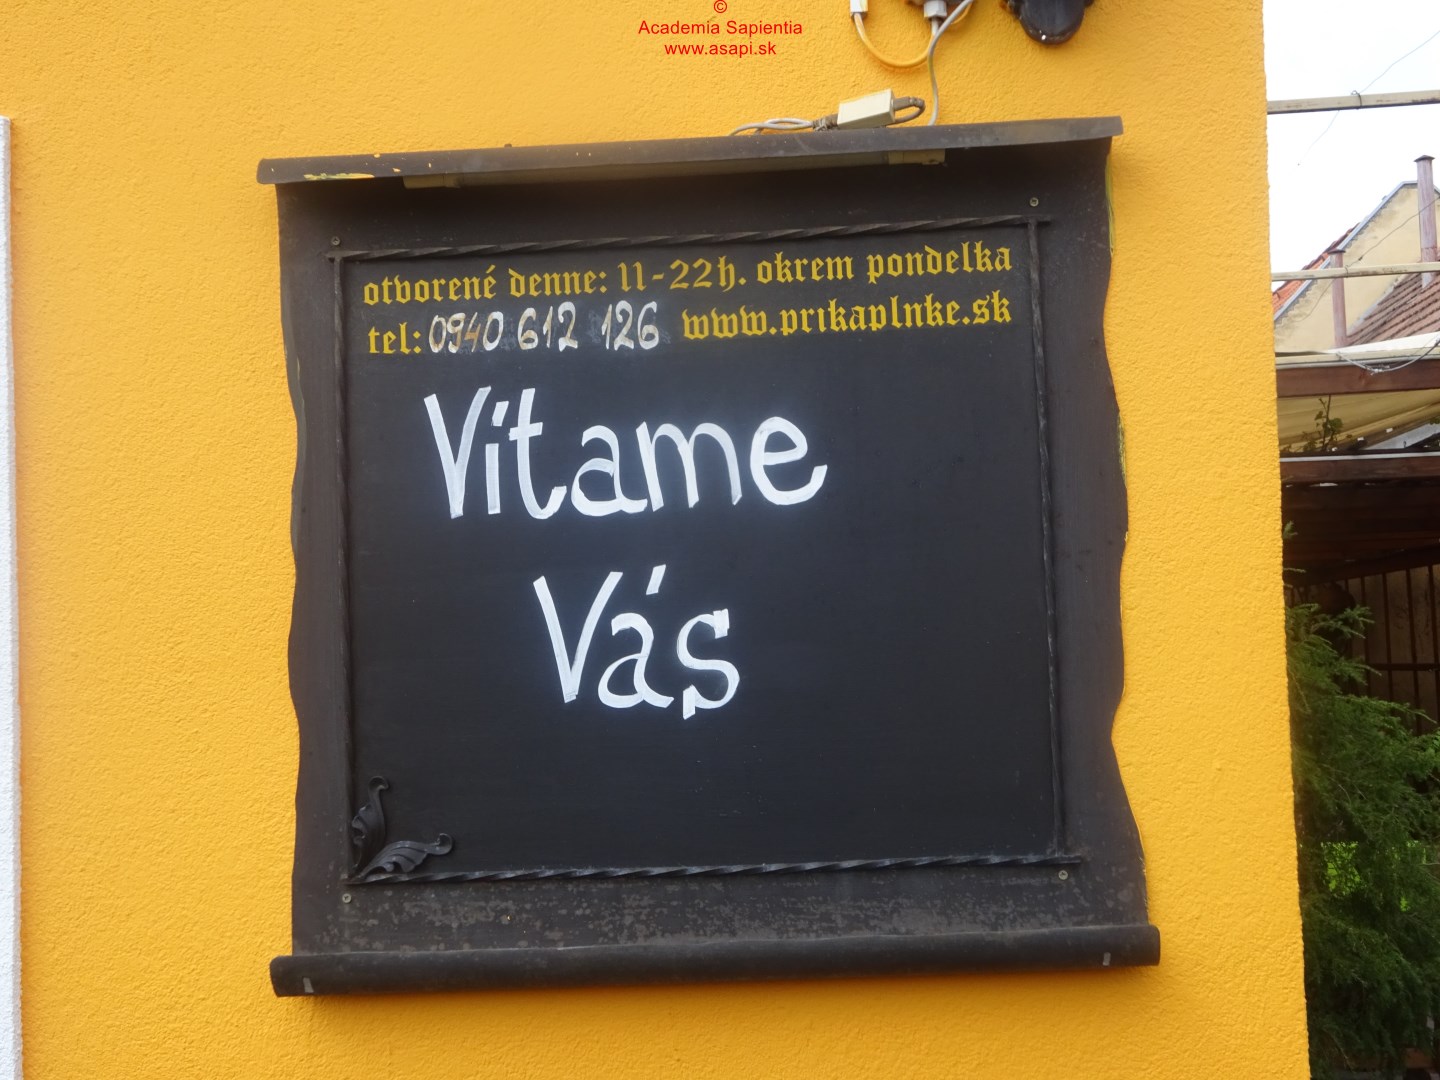 ©
Academia Sapientia
www.asapi.sk
otvorené denne: 11-22h. okrem pondelka
tel: 0940 612 126 www.prikaplnke.sk
Vítame
Vás